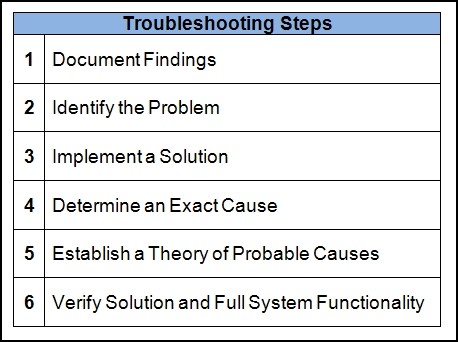 Troubleshooting Steps
1 Document Findings
2 Identify the Problem
3 Implement a Solution
4 Determine an Exact Cause
5 Establish a Theory of Probable Causes
6 Verify Solution and Full System Functionality